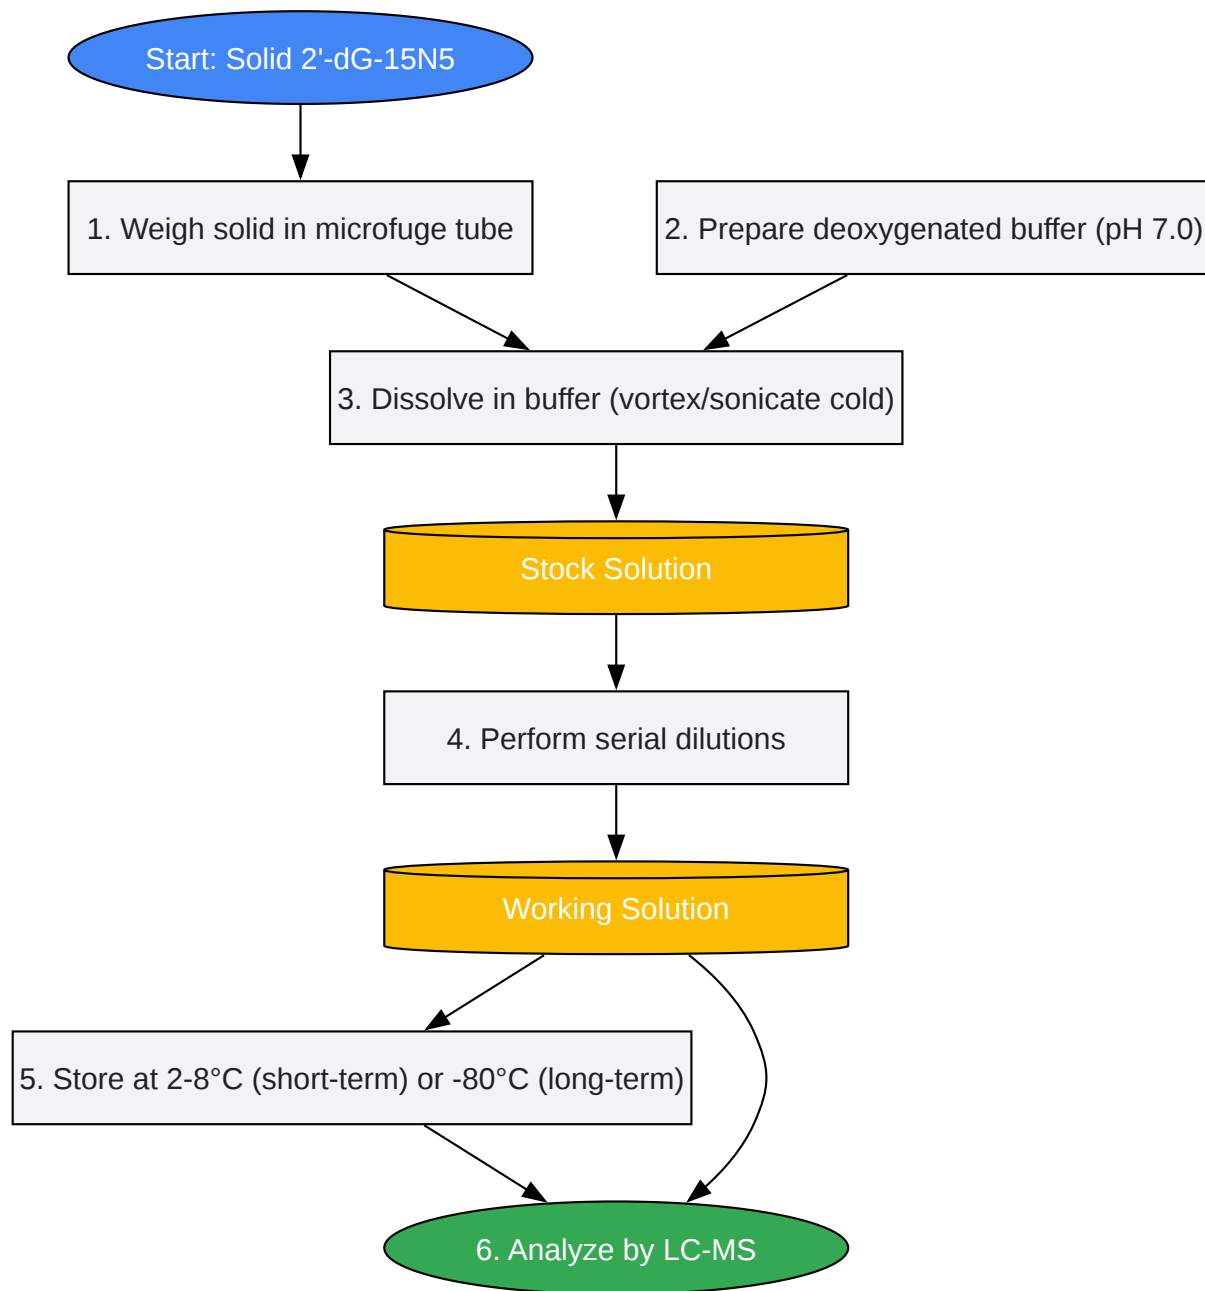 Start: Solid 2'-dG-15N5
1. Weigh solid in microfuge tube
2. Prepare deoxygenated buffer (pH 7.0)
3. Dissolve in buffer (vortex/sonicate cold)
Stock Solution
4. Perform serial dilutions
Working Solution
5. Store at 2-8°C (short-term) or -80°C (long-term)
6. Analyze by LC-MS